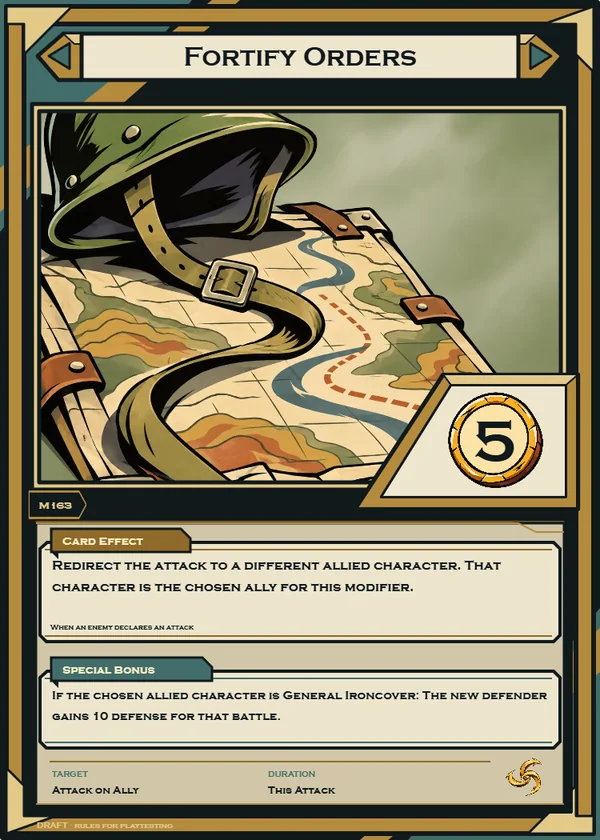 Fortify Orders
5
M163
Card Effect
Redirect the attack to a different allied character. That
character is the chosen ally for this modifier.
When an enemy declares an attack
Special Bonus
If the chosen allied character is General Ironcover: The new defender
gains 10 defense for that battle.
Target
Duration
Attack on Ally
This Attack
DRAFT · Rules for playtesting